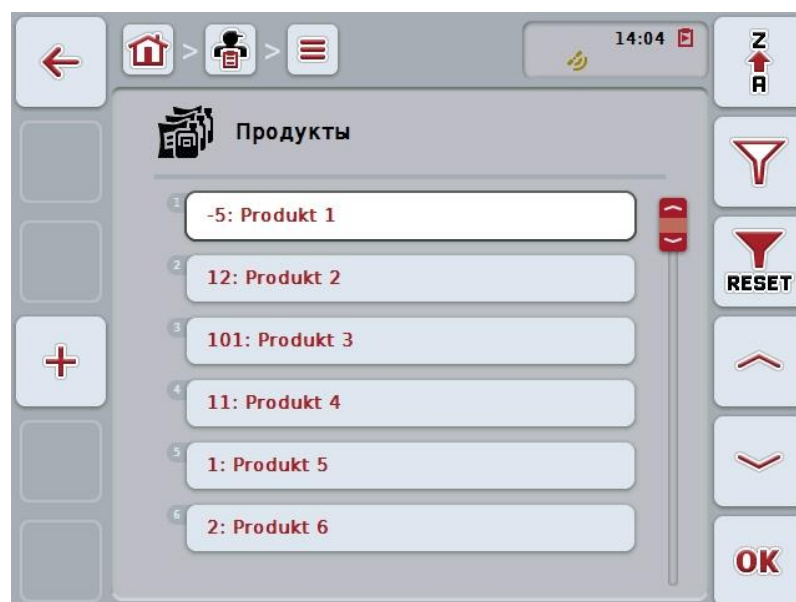 14:04
Z
A
Продукты
1
-5: Produkt 1
2
12: Produkt 2
RESET
3
101: Produkt 3
4
11: Produkt 4
5
1: Produkt 5
6
2: Produkt 6
OK